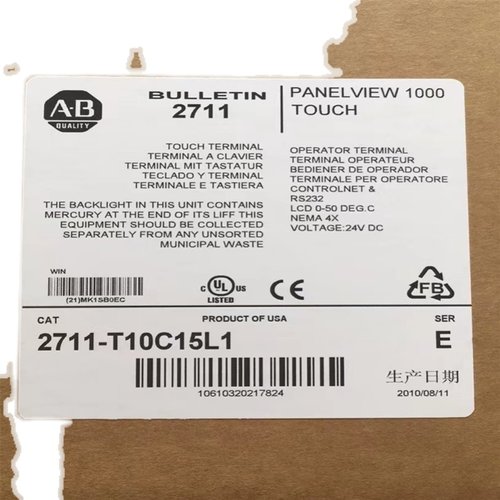 A-B
QUALITY
BULLETIN
2711
PANELVIEW 1000
TOUCH
TOUCH TERMINAL
TERMINAL A CLAVIER
TERMINAL MIT TASTATUR
TECLADO Y TERMINAL
TERMINALE E TASTIERA
THE BACKLIGHT IN THIS UNIT CONTAINS
MERCURY AT THE END OF ITS LIFF THIS
EQUIPMENT SHOULD BE COLLECTED
SEPARATELY FROM ANY UNSORTED
MUNICIPAL WASTE
OPERATOR TERMINAL
TERMINAL OPERATEUR
BEDIENER DE OPERADOR
TERMINALE PER OPERATORE
CONTROLNET &
RS232
LCD 0-50 DEG.C
NEMA 4X
VOLTAGE:24V DC
WIN
(21)MK1SB0EC
C UL US
LISTED
CE
FB
CAT
PRODUCT OF USA
SER
2711-T10C15L1
E
10610320217824
生产日期
2010/08/11